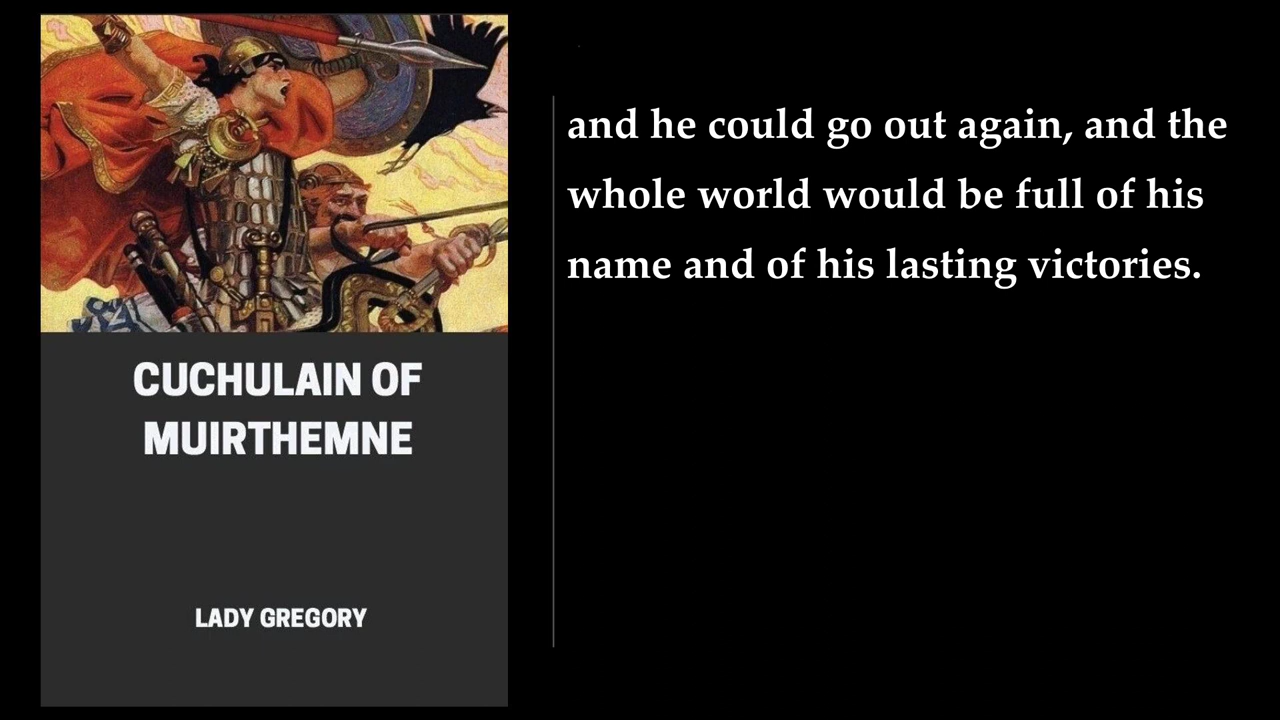 CUCHULAIN OF
MUIRTHEMNE
LADY GREGORY
and he could go out again, and the
whole world would be full of his
name and of his lasting victories.